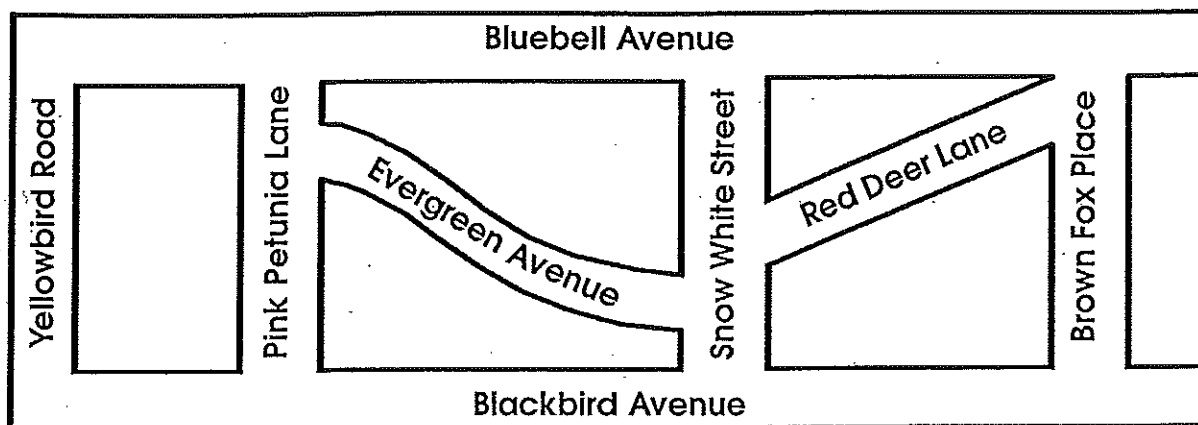 Bluebell Avenue
Yellowbird Road
Pink Petunia Lane
Evergreen Avenue
Snow White Street
Red Deer Lane
Brown Fox Place
Blackbird Avenue